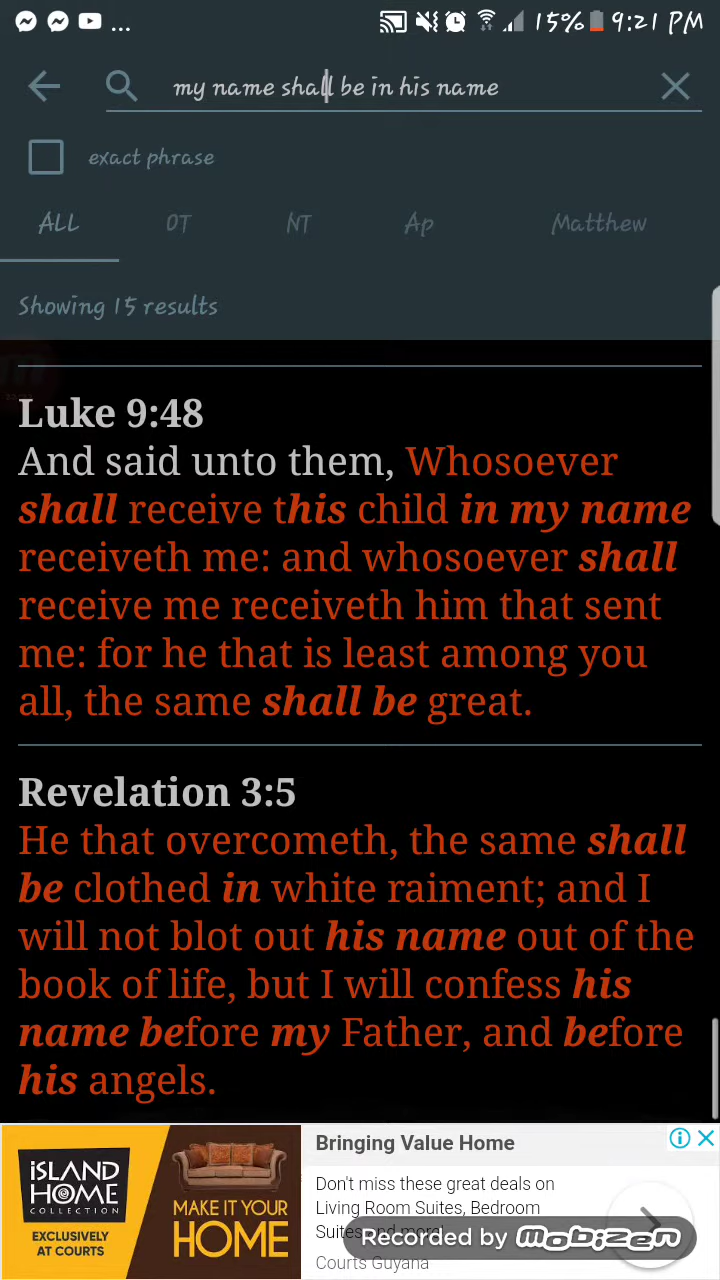 ... 15% 9:21 PM
my name shall be in his name
exact phrase
ALL OT NT Ap Matthew
Showing 15 results
Luke 9:48
And said unto them, Whosoever
shall receive this child in my name
receiveth me: and whosoever shall
receive me receiveth him that sent
me: for he that is least among you
all, the same shall be great.
Revelation 3:5
He that overcometh, the same shall
be clothed in white raiment; and I
will not blot out his name out of the
book of life, but I will confess his
name before my Father, and before
his angels.
iSLAND
HOME
COLLECTION
EXCLUSIVELY
AT COURTS
MAKE IT YOUR
HOME
Bringing Value Home
Don't miss these great deals on
Living Room Suites, Bedroom
Suites and more!
Recorded by mobizen
Courts Guyana